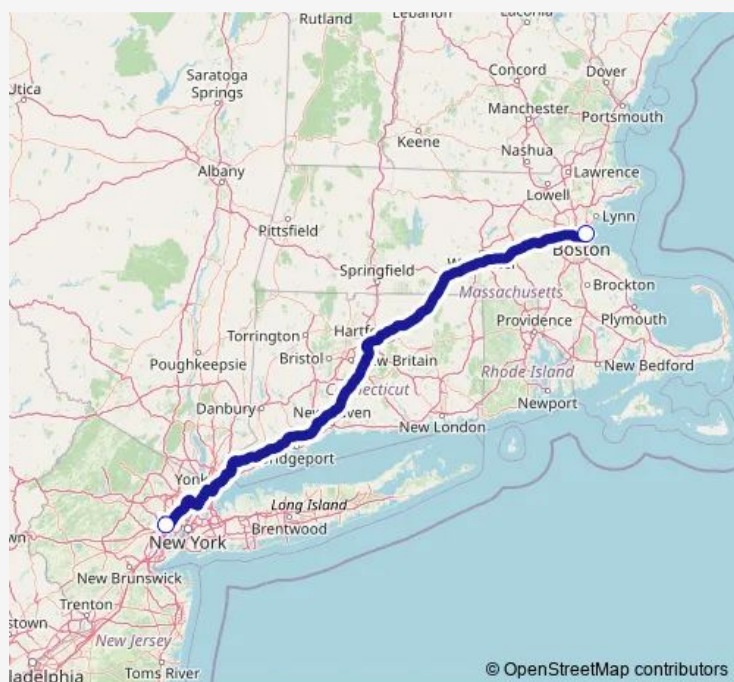 Rutland
Lebanon
Laconia
Utica
Saratoga
Springs
Concord
Dover
Manchester
Portsmouth
Keene
Nashua
Lawrence
Albany
Lowell
Lynn
Pittsfield
Boston
Springfield
Massachusetts
Brockton
Plymouth
Providence
Torrington
Bristol
New Britain
Poughkeepsie
Connecticut
Rhode Island
New Bedford
Danbury
New Haven
Newport
New London
Bridgeport
Long Island
Brentwood
New York
New Brunswick
Trenton
New Jersey
Toms River
adelphia
© OpenStreetMap contributors